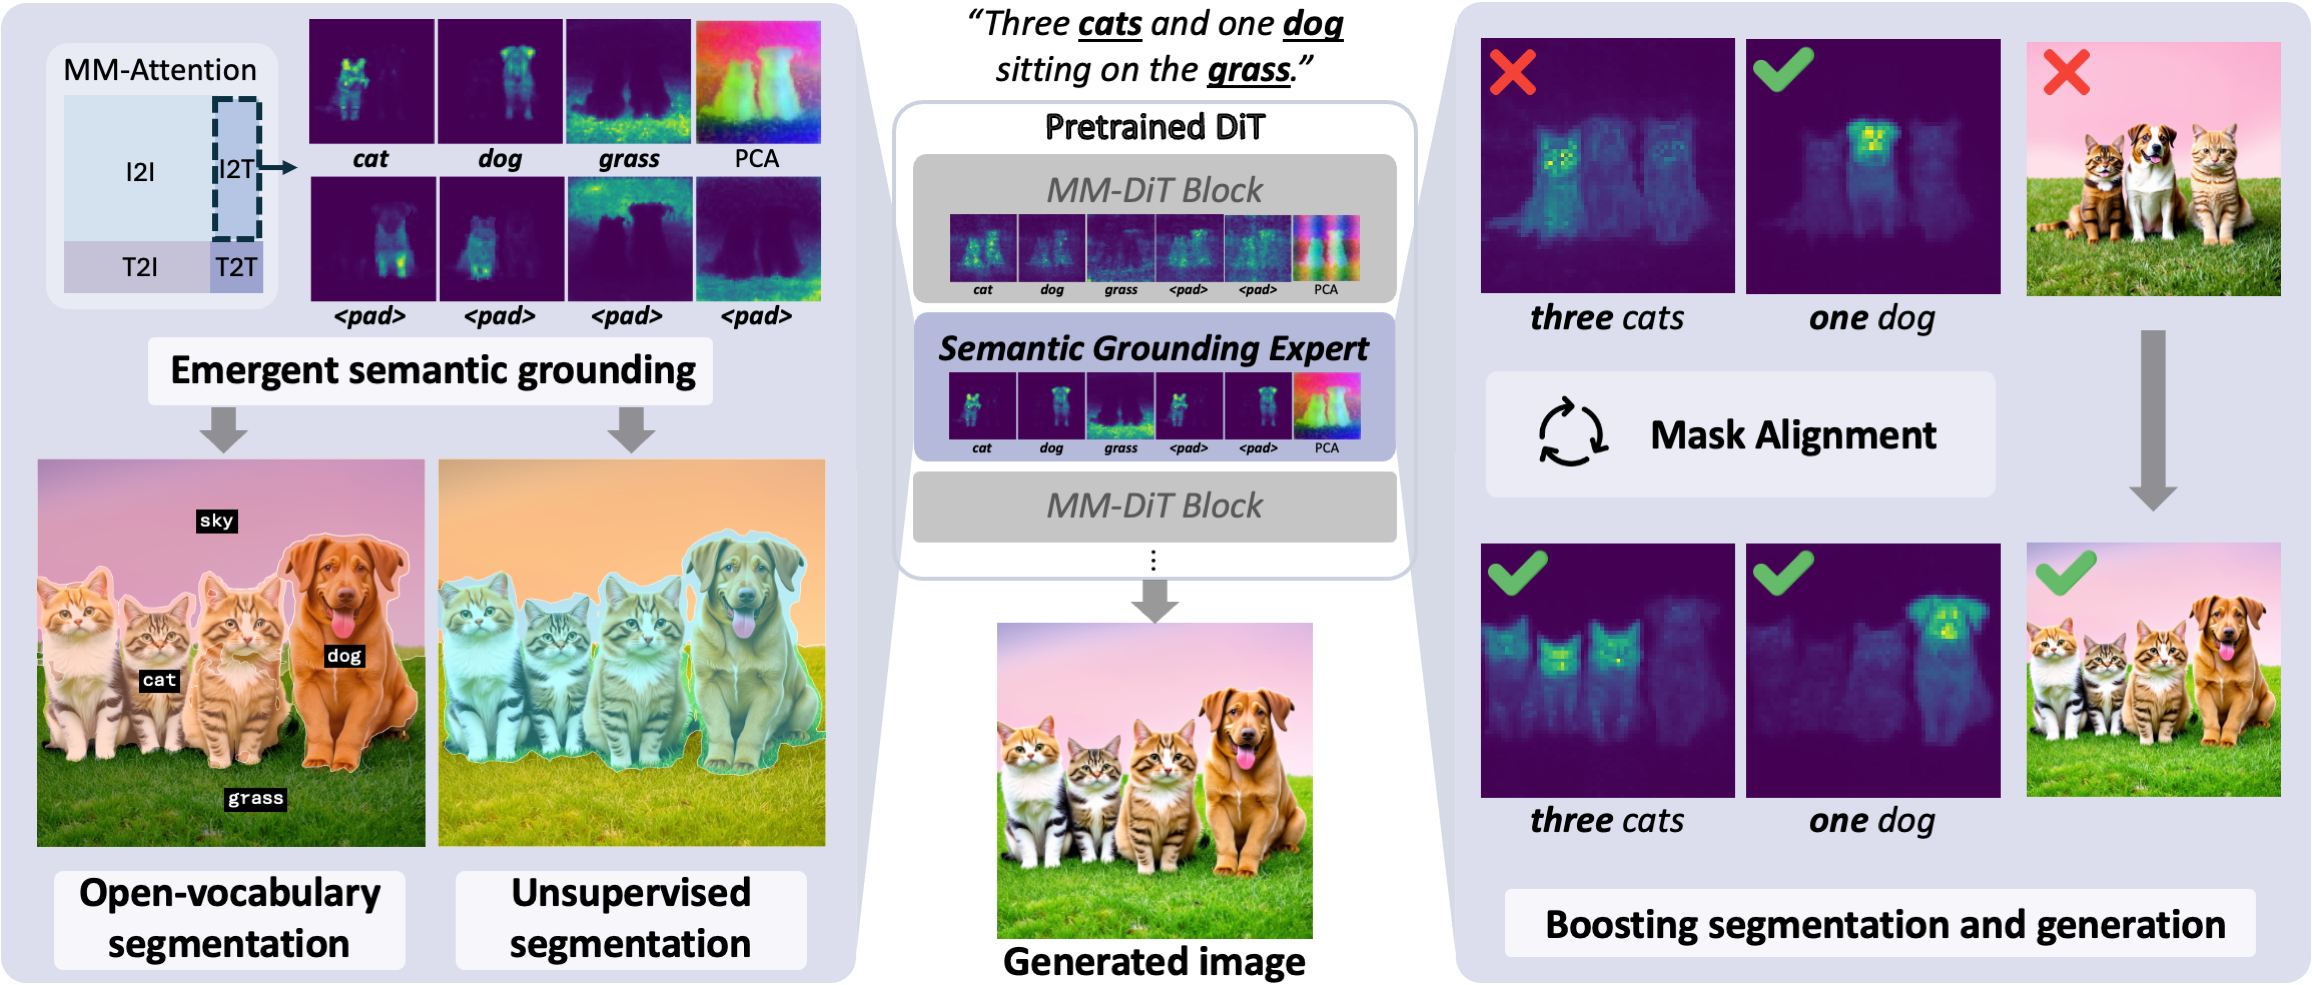 MM-Attention
I2I
I2T
T2I
T2T
cat
dog
grass
PCA
<pad>
<pad>
<pad>
<pad>
Emergent semantic grounding
sky
dog
cat
grass
Open-vocabulary
segmentation
Unsupervised
segmentation
“Three cats and one dog
sitting on the grass.”
Pretrained DiT
MM-DiT Block
cat
dog
grass
<pad>
<pad>
PCA
Semantic Grounding Expert
cat
dog
grass
<pad>
<pad>
PCA
MM-DiT Block
⋮
Generated image
three cats
one dog
Mask Alignment
three cats
one dog
Boosting segmentation and generation